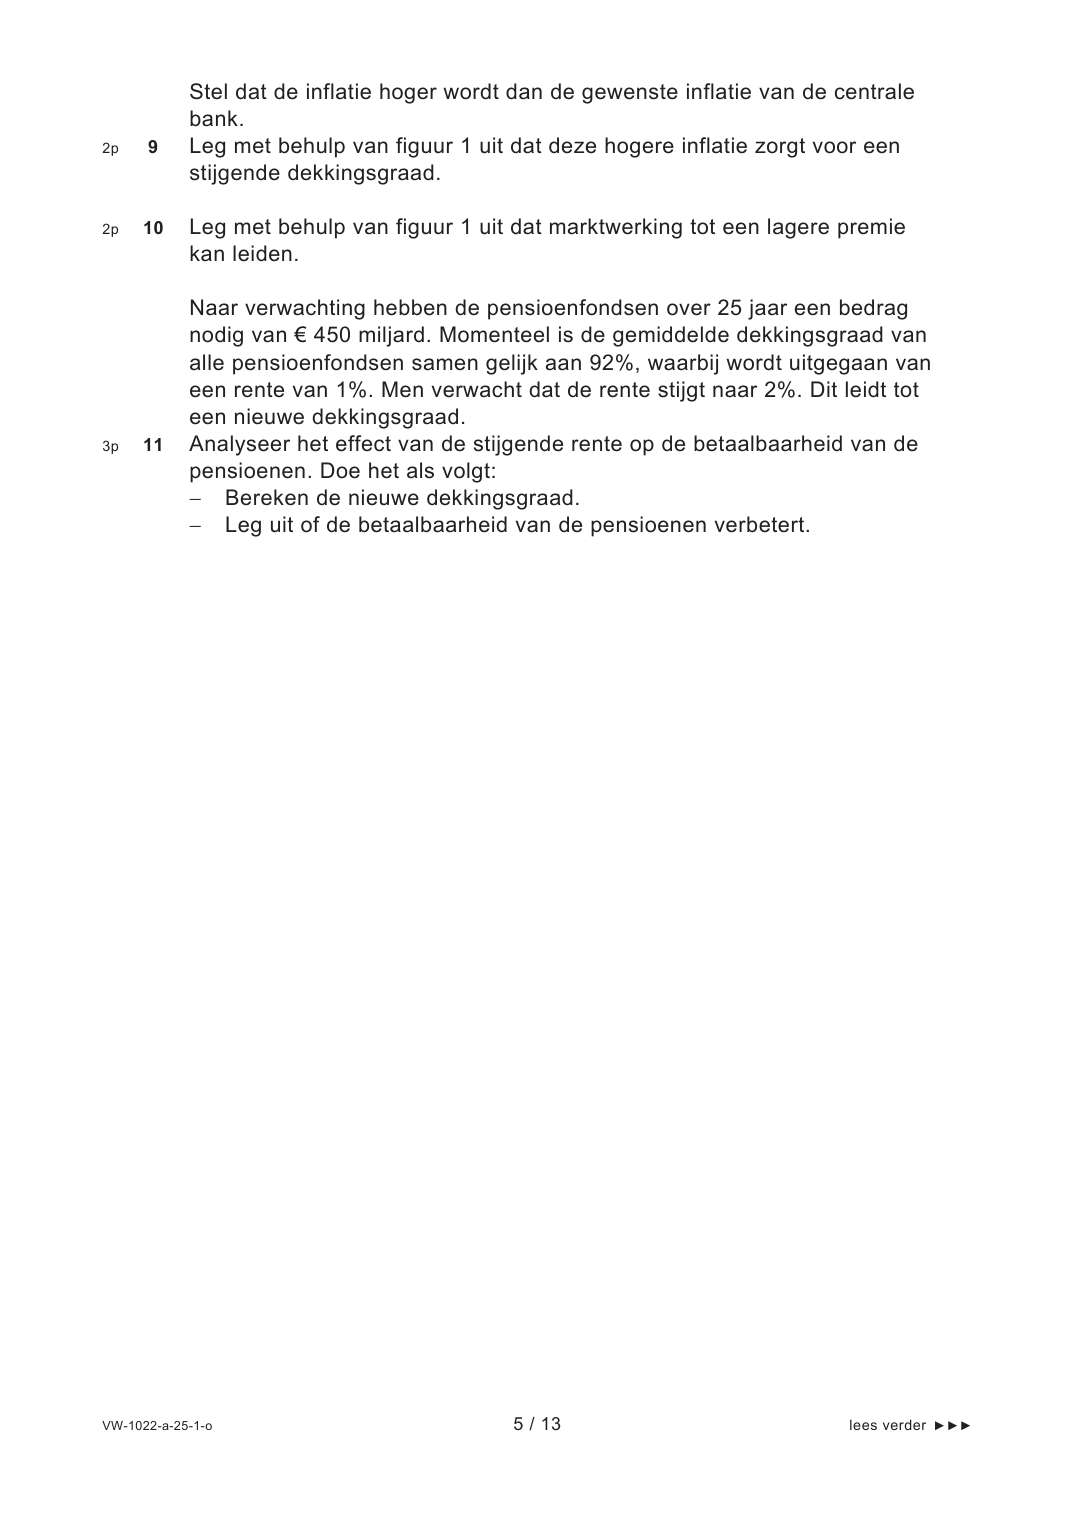 Stel dat de inflatie hoger wordt dan de gewenste inflatie van de centrale
bank.
2p 9 Leg met behulp van figuur 1 uit dat deze hogere inflatie zorgt voor een
stijgende dekkingsgraad.
2p 10 Leg met behulp van figuur 1 uit dat marktwerking tot een lagere premie
kan leiden.
Naar verwachting hebben de pensioenfondsen over 25 jaar een bedrag
nodig van € 450 miljard. Momenteel is de gemiddelde dekkingsgraad van
alle pensioenfondsen samen gelijk aan 92%, waarbij wordt uitgegaan van
een rente van 1%. Men verwacht dat de rente stijgt naar 2%. Dit leidt tot
een nieuwe dekkingsgraad.
3p 11 Analyseer het effect van de stijgende rente op de betaalbaarheid van de
pensioenen. Doe het als volgt:
– Bereken de nieuwe dekkingsgraad.
– Leg uit of de betaalbaarheid van de pensioenen verbetert.
VW-1022-a-25-1-o 5 / 13 lees verder ►►►